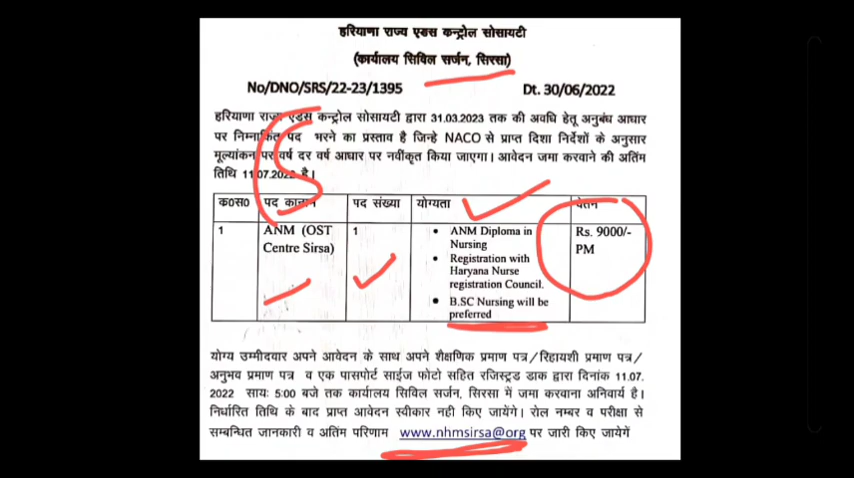 हरियाणा राज्य एडस कन्ट्रोल सोसायटी
(कार्यालय सिविल सर्जन, सिरसा)
No/DNO/SRS/22-23/1395 Dt. 30/06/2022
हरियाणा राज्य एडस कन्ट्रोल सोसायटी द्वारा 31.03.2023 तक की अवधि हेतू अनुबंध आधार
पर निम्नांकित पद भरने का प्रस्ताव है जिन्हे NACO से प्राप्त दिशा निर्देशों के अनुसार
मूल्यांकन पर वर्ष दर वर्ष आधार पर नवीकृत किया जाएगा। आवेदन जमा करवाने की अतिंम
तिथि 11.07.2022 है।
क०स० पद का नाम पद संख्या योग्यता वेतन
1 ANM (OST Centre Sirsa) 1 • ANM Diploma in Rs. 9000/-
Nursing PM
• Registration with
Haryana Nurse
registration Council.
• B.SC Nursing will be
preferred
योग्य उम्मीदवार अपने आवेदन के साथ अपने शैक्षणिक प्रमाण पत्र/रिहायशी प्रमाण पत्र/
अनुभव प्रमाण पत्र व एक पासपोर्ट साईज फोटो सहित रजिस्ट्रड डाक द्वारा दिनांक 11.07.
2022 सायः 5:00 बजे तक कार्यालय सिविल सर्जन, सिरसा में जमा करवाना अनिवार्य है।
निर्धारित तिथि के बाद प्राप्त आवेदन स्वीकार नही किए जायेंगे। रोल नम्बर व परीक्षा से
सम्बन्धित जानकारी व अतिंम परिणाम www.nhmsirsa@org पर जारी किए जायेगें